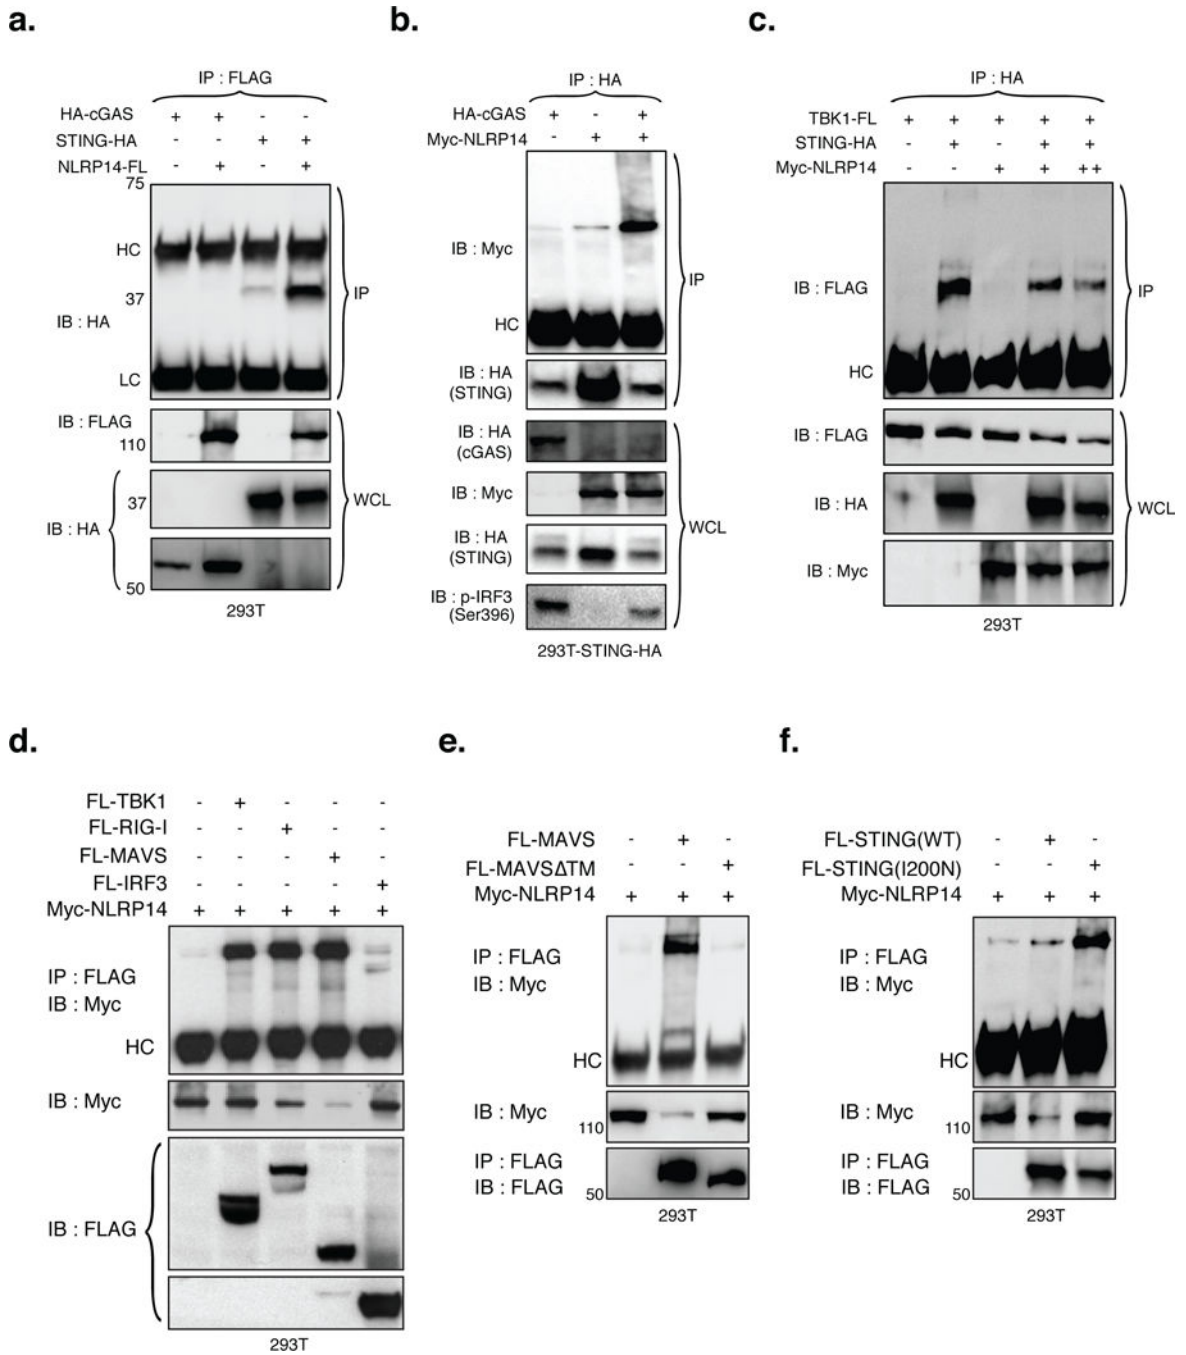 a.
IP : FLAG
HA-cGAS + + - -
STING-HA - - + +
NLRP14-FL - + - +
75
HC
37
IB : HA
LC
IP
IB : FLAG
110
37
IB : HA
50
WCL
293T
b.
IP : HA
HA-cGAS + - +
Myc-NLRP14 - + +
IB : Myc
HC
IB : HA
(STING)
IP
IB : HA
(cGAS)
IB : Myc
IB : HA
(STING)
IB : p-IRF3
(Ser396)
WCL
293T-STING-HA
c.
IP : HA
TBK1-FL + + + + +
STING-HA - + - + +
Myc-NLRP14 - - + + ++
IB : FLAG
HC
IP
IB : FLAG
IB : HA
IB : Myc
WCL
293T
d.
FL-TBK1 - + - - -
FL-RIG-I - - + - -
FL-MAVS - - - + -
FL-IRF3 - - - - +
Myc-NLRP14 + + + + +
IP : FLAG
IB : Myc
HC
IB : Myc
IB : FLAG
293T
e.
FL-MAVS - + -
FL-MAVSΔTM - - +
Myc-NLRP14 + + +
IP : FLAG
IB : Myc
HC
IB : Myc
110
IP : FLAG
IB : FLAG
50
293T
f.
FL-STING(WT) - + -
FL-STING(I200N) - - +
Myc-NLRP14 + + +
IP : FLAG
IB : Myc
HC
IB : Myc
110
IP : FLAG
IB : FLAG
50
293T